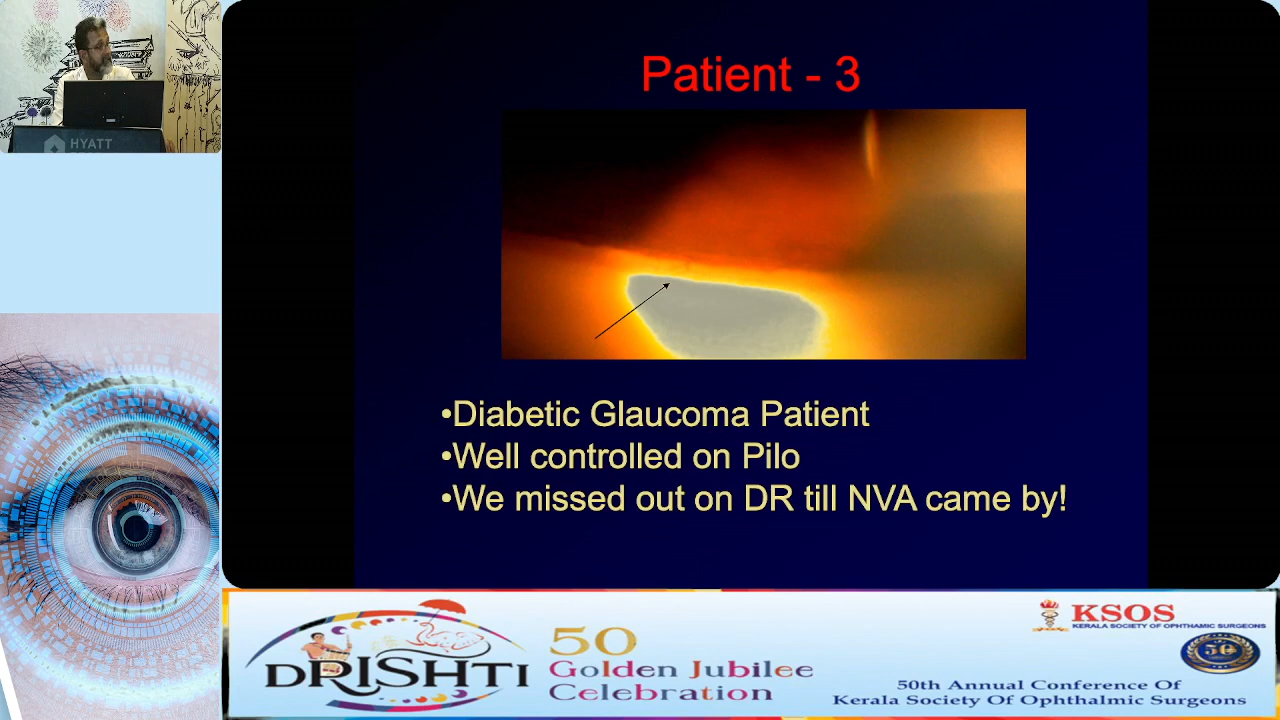 HYATT
Patient - 3
•Diabetic Glaucoma Patient
•Well controlled on Pilo
•We missed out on DR till NVA came by!
DRISHTI
50
Golden Jubilee
Celebration
KSOS
KERALA SOCIETY OF OPHTHAMIC SURGEONS
50
50th Annual Conference Of
Kerala Society Of Ophthalmic Surgeons